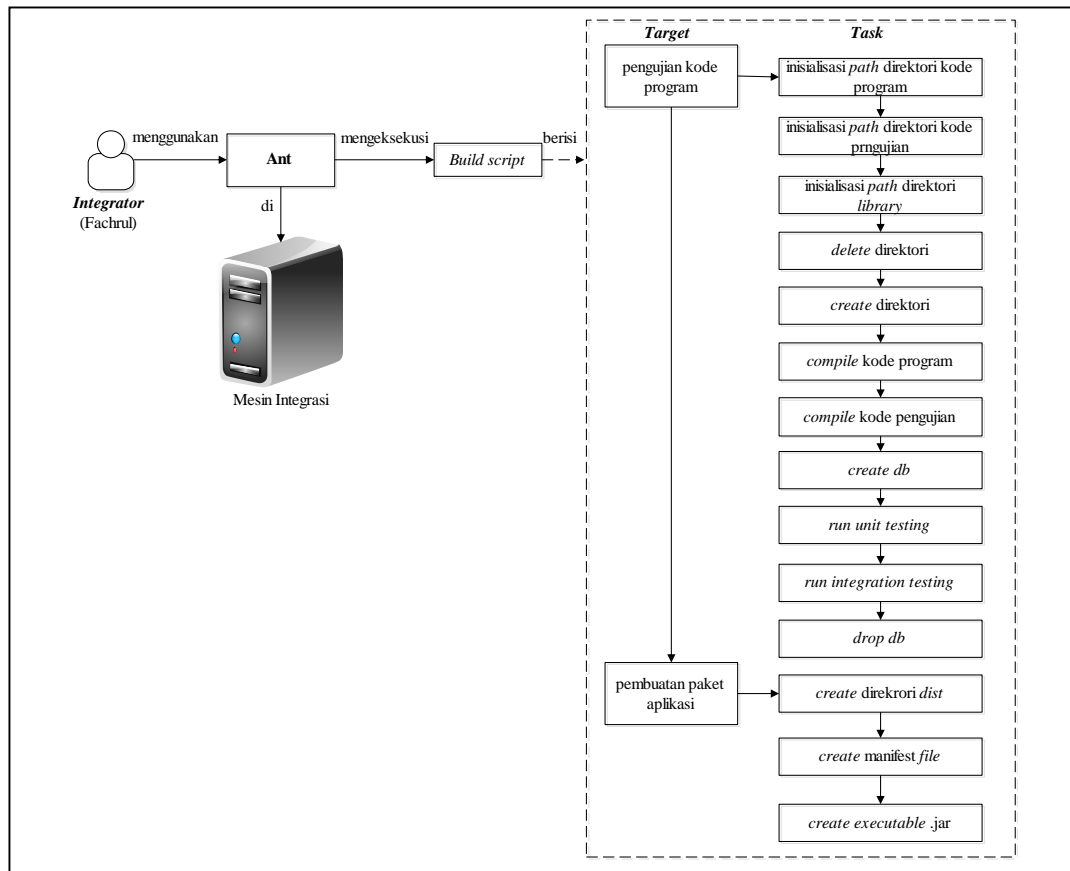 Target
Task
pengujian kode
program
inisialisasi path direktori kode
program
inisialisasi path direktori kode
prngujian
inisialisasi path direktori
library
delete direktori
create direktori
compile kode program
compile kode pengujian
create db
run unit testing
run integration testing
drop db
pembuatan paket
aplikasi
create direkrori dist
create manifest file
create executable .jar
menggunakan
Ant
mengeksekusi
Build script
berisi
Integrator
(Fachrul)
di
Mesin Integrasi